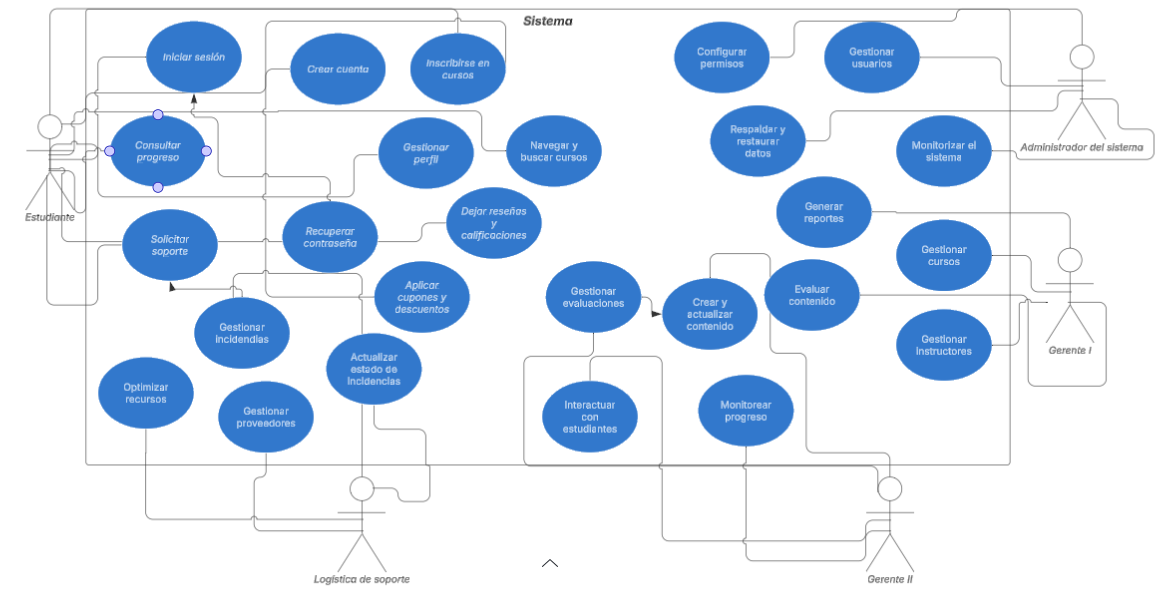 Sistema
Iniciar sesión
Crear cuenta
Inscribirse en
cursos
Configurar
permisos
Gestionar
usuarios
Consultar
progreso
Gestionar
perfil
Navegar y
buscar cursos
Respaldar y
restaurar
datos
Monitorizar el
sistema
Administrador del sistema
Estudiante
Solicitar
soporte
Recuperar
contraseña
Dejar reseñas
y
calificaciones
Generar
reportes
Gestionar
cursos
Gestionar
Incidencias
Aplicar
cupones y
descuentos
Gestionar
evaluaciones
Crear y
actualizar
contenido
Evaluar
contenido
Gestionar
Instructores
Gerente I
Optimizar
recursos
Gestionar
proveedores
Actualizar
estado de
Incidencias
Interactuar
con
estudiantes
Monitorear
progreso
Logística de soporte
Gerente II